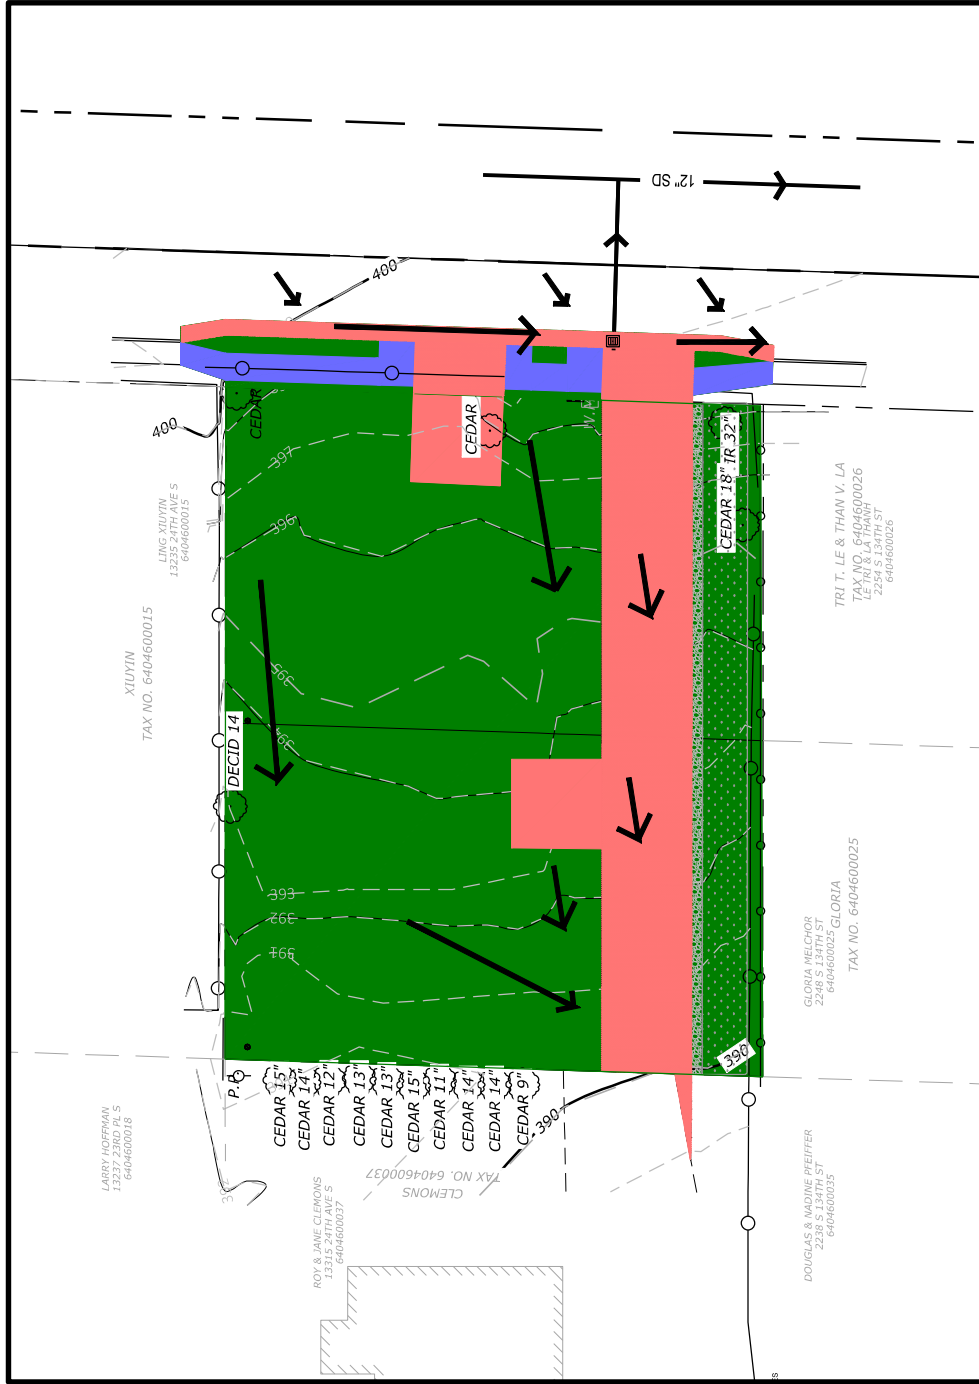 12" SD
400
400
CEDAR
CEDAR
CEDAR 18"
IR 32"
397
396
395
394
393
392
391
390
390
LING XIUYIN
13235 24TH AVE S
6404600015
XIUYIN
TAX NO. 6404600015
TRI T. LE & THAN V. LA
TAX NO. 6404600026
LE TRI & LA THANH
2254 S 134TH ST
6404600026
DECID 14
GLORIA
TAX NO. 6404600025
GLORIA MELCHOR
2248 S 134TH ST
6404600025
P.P.
CEDAR 15"
CEDAR 14"
CEDAR 12"
CEDAR 13"
CEDAR 13"
CEDAR 15"
CEDAR 11"
CEDAR 14"
CEDAR 14"
CEDAR 9"
CLEMONS
TAX NO. 6404600037
LARRY HOFFMAN
13237 23RD PL S
6404600018
ROY & JANE CLEMONS
13315 24TH AVE S
6404600037
DOUGLAS & NADINE PFEIFFER
2238 S 134TH ST
6404600035